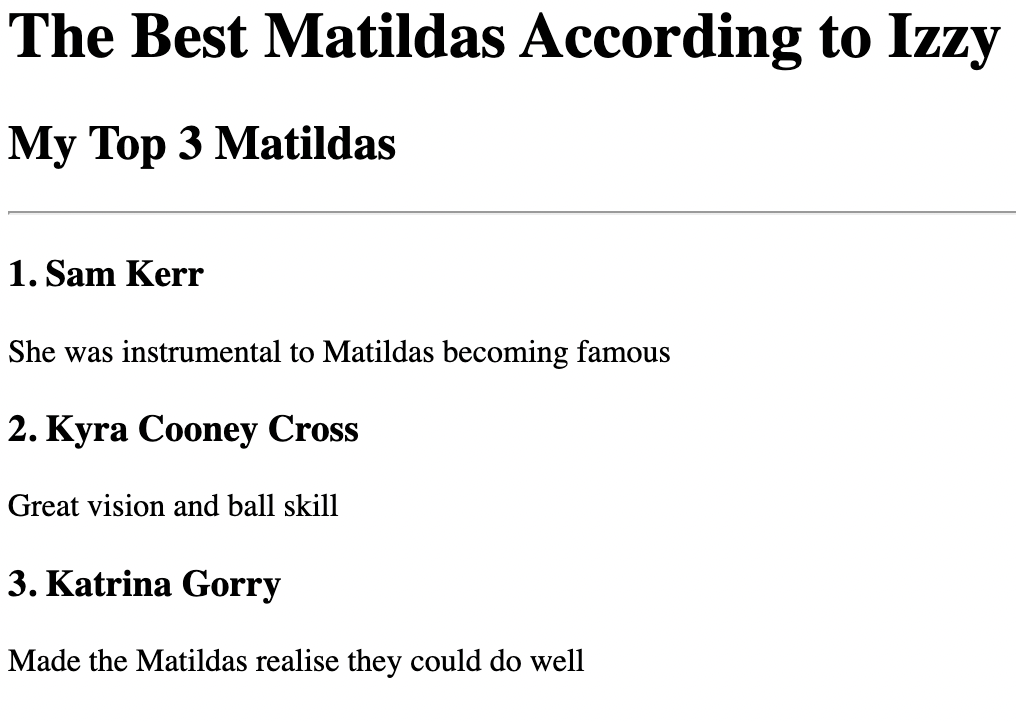 The Best Matildas According to Izzy
My Top 3 Matildas
1. Sam Kerr
She was instrumental to Matildas becoming famous
2. Kyra Cooney Cross
Great vision and ball skill
3. Katrina Gorry
Made the Matildas realise they could do well